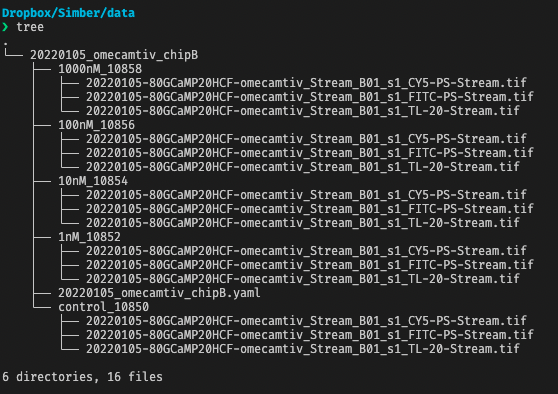 Dropbox/Simber/data
❯ tree
.
└── 20220105_omecamtiv_chipB
    ├── 1000nM_10858
    │   ├── 20220105-80GCaMP20HCF-omecamtiv_Stream_B01_s1_CY5-PS-Stream.tif
    │   ├── 20220105-80GCaMP20HCF-omecamtiv_Stream_B01_s1_FITC-PS-Stream.tif
    │   └── 20220105-80GCaMP20HCF-omecamtiv_Stream_B01_s1_TL-20-Stream.tif
    ├── 100nM_10856
    │   ├── 20220105-80GCaMP20HCF-omecamtiv_Stream_B01_s1_CY5-PS-Stream.tif
    │   ├── 20220105-80GCaMP20HCF-omecamtiv_Stream_B01_s1_FITC-PS-Stream.tif
    │   └── 20220105-80GCaMP20HCF-omecamtiv_Stream_B01_s1_TL-20-Stream.tif
    ├── 10nM_10854
    │   ├── 20220105-80GCaMP20HCF-omecamtiv_Stream_B01_s1_CY5-PS-Stream.tif
    │   ├── 20220105-80GCaMP20HCF-omecamtiv_Stream_B01_s1_FITC-PS-Stream.tif
    │   └── 20220105-80GCaMP20HCF-omecamtiv_Stream_B01_s1_TL-20-Stream.tif
    ├── 1nM_10852
    │   ├── 20220105-80GCaMP20HCF-omecamtiv_Stream_B01_s1_CY5-PS-Stream.tif
    │   ├── 20220105-80GCaMP20HCF-omecamtiv_Stream_B01_s1_FITC-PS-Stream.tif
    │   └── 20220105-80GCaMP20HCF-omecamtiv_Stream_B01_s1_TL-20-Stream.tif
    ├── 20220105_omecamtiv_chipB.yaml
    └── control_10850
        ├── 20220105-80GCaMP20HCF-omecamtiv_Stream_B01_s1_CY5-PS-Stream.tif
        ├── 20220105-80GCaMP20HCF-omecamtiv_Stream_B01_s1_FITC-PS-Stream.tif
        └── 20220105-80GCaMP20HCF-omecamtiv_Stream_B01_s1_TL-20-Stream.tif
6 directories, 16 files